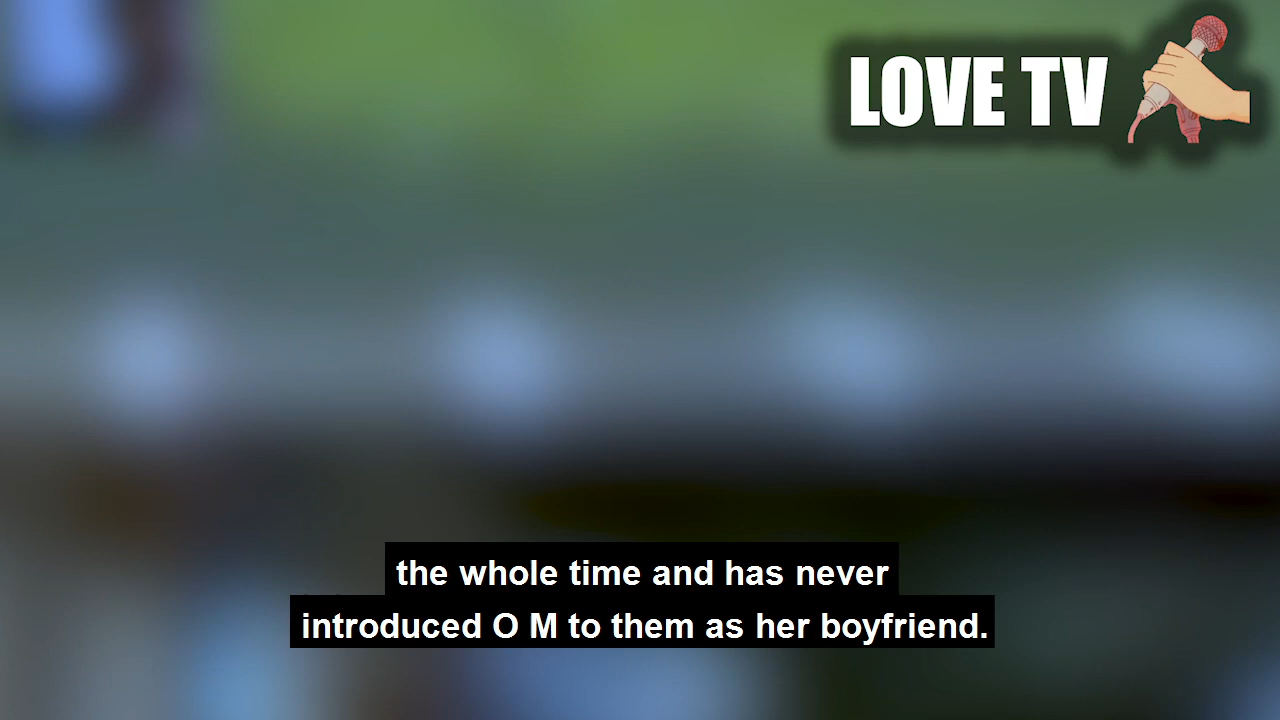 LOVE TV
the whole time and has never
introduced O M to them as her boyfriend.